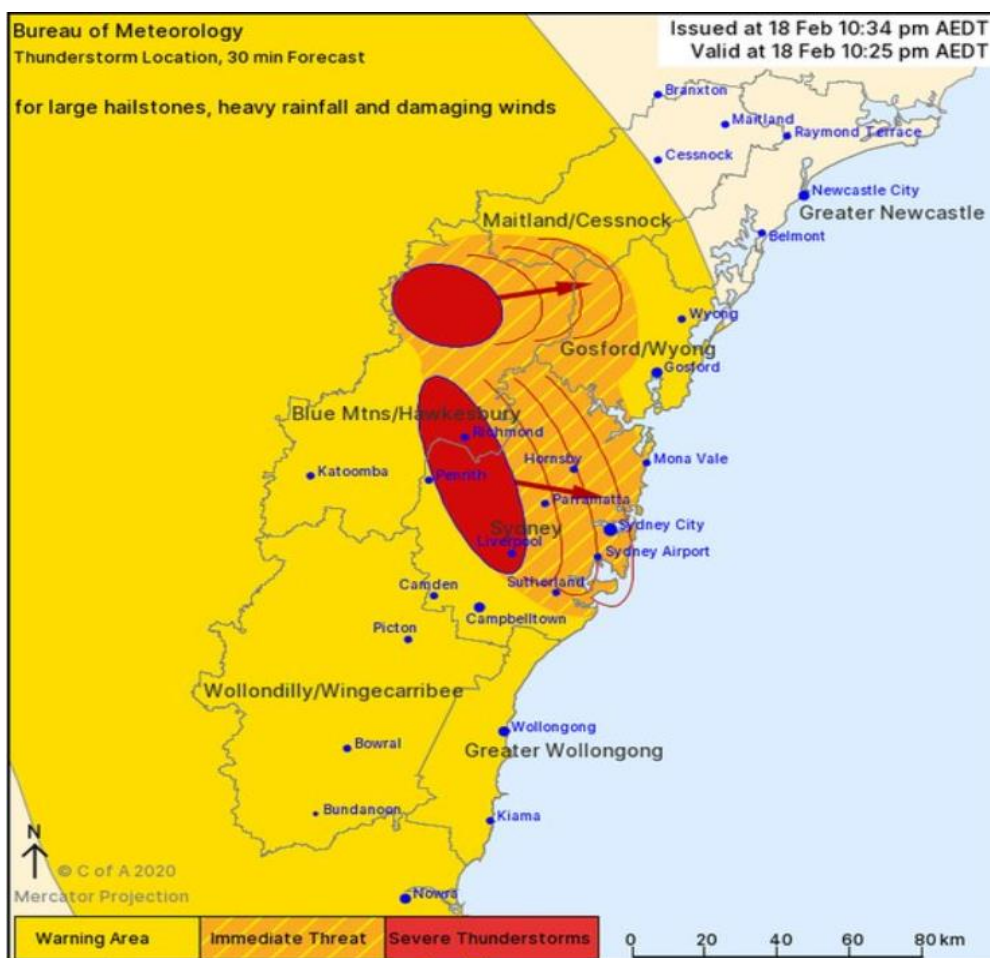 Bureau of Meteorology
Issued at 18 Feb 10:34 pm AEDT
Thunderstorm Location, 30 min Forecast
Valid at 18 Feb 10:25 pm AEDT
for large hailstones, heavy rainfall and damaging winds
Branxton
Maitland
Raymond Terrace
Cessnock
Newcastle City
Greater Newcastle
Maitland/Cessnock
Belmont
Wyong
Gosford/Wyong
Gosford
Blue Mtns/Hawkesbury
Richmond
Hornsby
Mona Vale
Katoomba
Penrith
Parramatta
Sydney City
Sydney
Liverpool
Sydney Airport
Camden
Sutherland
Campbelltown
Picton
Wollondilly/Wingecarribee
Wollongong
Bowral
Greater Wollongong
Bundanoon
Kiama
N
© C of A 2020
Mercator Projection
Nowra
Warning Area
Immediate Threat
Severe Thunderstorms
0 20 40 60 80 km